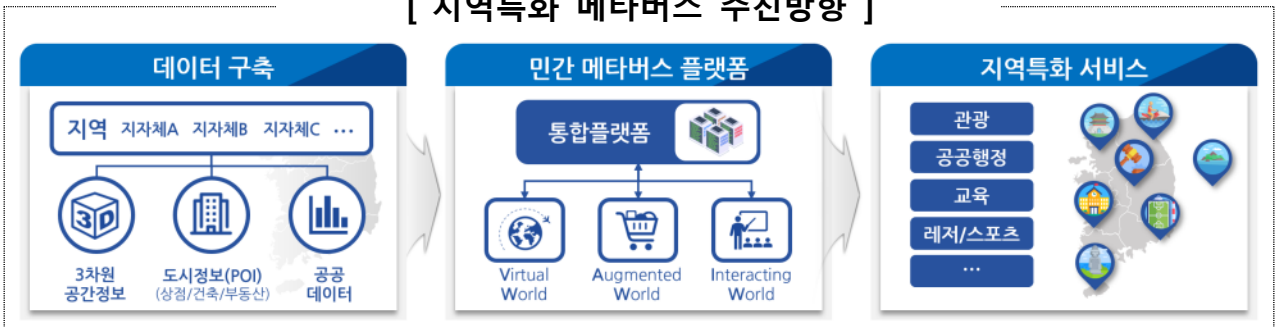 [ 지역특화 메타버스 추진방향 ]
데이터 구축
지역 지자체A 지자체B 지자체C ...
3D
3차원
공간정보
도시정보(POI)
(상점/건축/부동산)
공공
데이터
민간 메타버스 플랫폼
통합플랫폼
Virtual
World
Augmented
World
Interacting
World
지역특화 서비스
관광
공공행정
교육
레저/스포츠
...